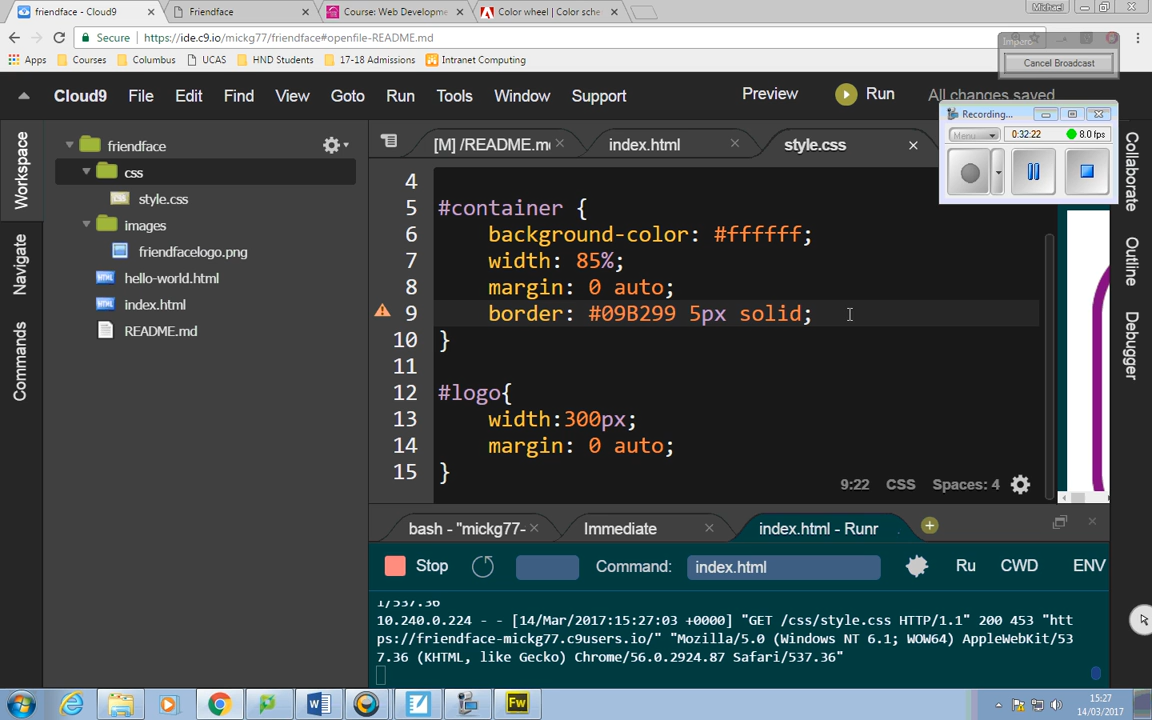 friendface - Cloud9
Friendface
Course: Web Developme
Color wheel | Color sche
Michael
Secure
https://ide.c9.io/mickg77/friendface#openfile-README.md
Imperc
Cancel Broadcast
Apps
Courses
Columbus
UCAS
HND Students
17-18 Admissions
Intranet Computing
Cloud9
File
Edit
Find
View
Goto
Run
Tools
Window
Support
Preview
Run
All changes saved
Recording...
Menu
0:32:22
8.0 fps
Workspace
Navigate
Commands
friendface
css
style.css
images
friendfacelogo.png
hello-world.html
index.html
README.md
[M] /README.m
index.html
style.css
4
5 #container {
6 background-color: #ffffff;
7 width: 85%;
8 margin: 0 auto;
9 border: #09B299 5px solid;
10 }
11
12 #logo{
13 width:300px;
14 margin: 0 auto;
15 }
9:22 CSS Spaces: 4
Collaborate
Outline
Debugger
bash - "mickg77-
Immediate
index.html - Runr
Stop
Command:
index.html
Ru
CWD
ENV
1/537.36
10.240.0.224 - - [14/Mar/2017:15:27:03 +0000] "GET /css/style.css HTTP/1.1" 200 453 "htt
ps://friendface-mickg77.c9users.io/" "Mozilla/5.0 (Windows NT 6.1; WOW64) AppleWebKit/53
7.36 (KHTML, like Gecko) Chrome/56.0.2924.87 Safari/537.36"
Fw
15:27
14/03/2017